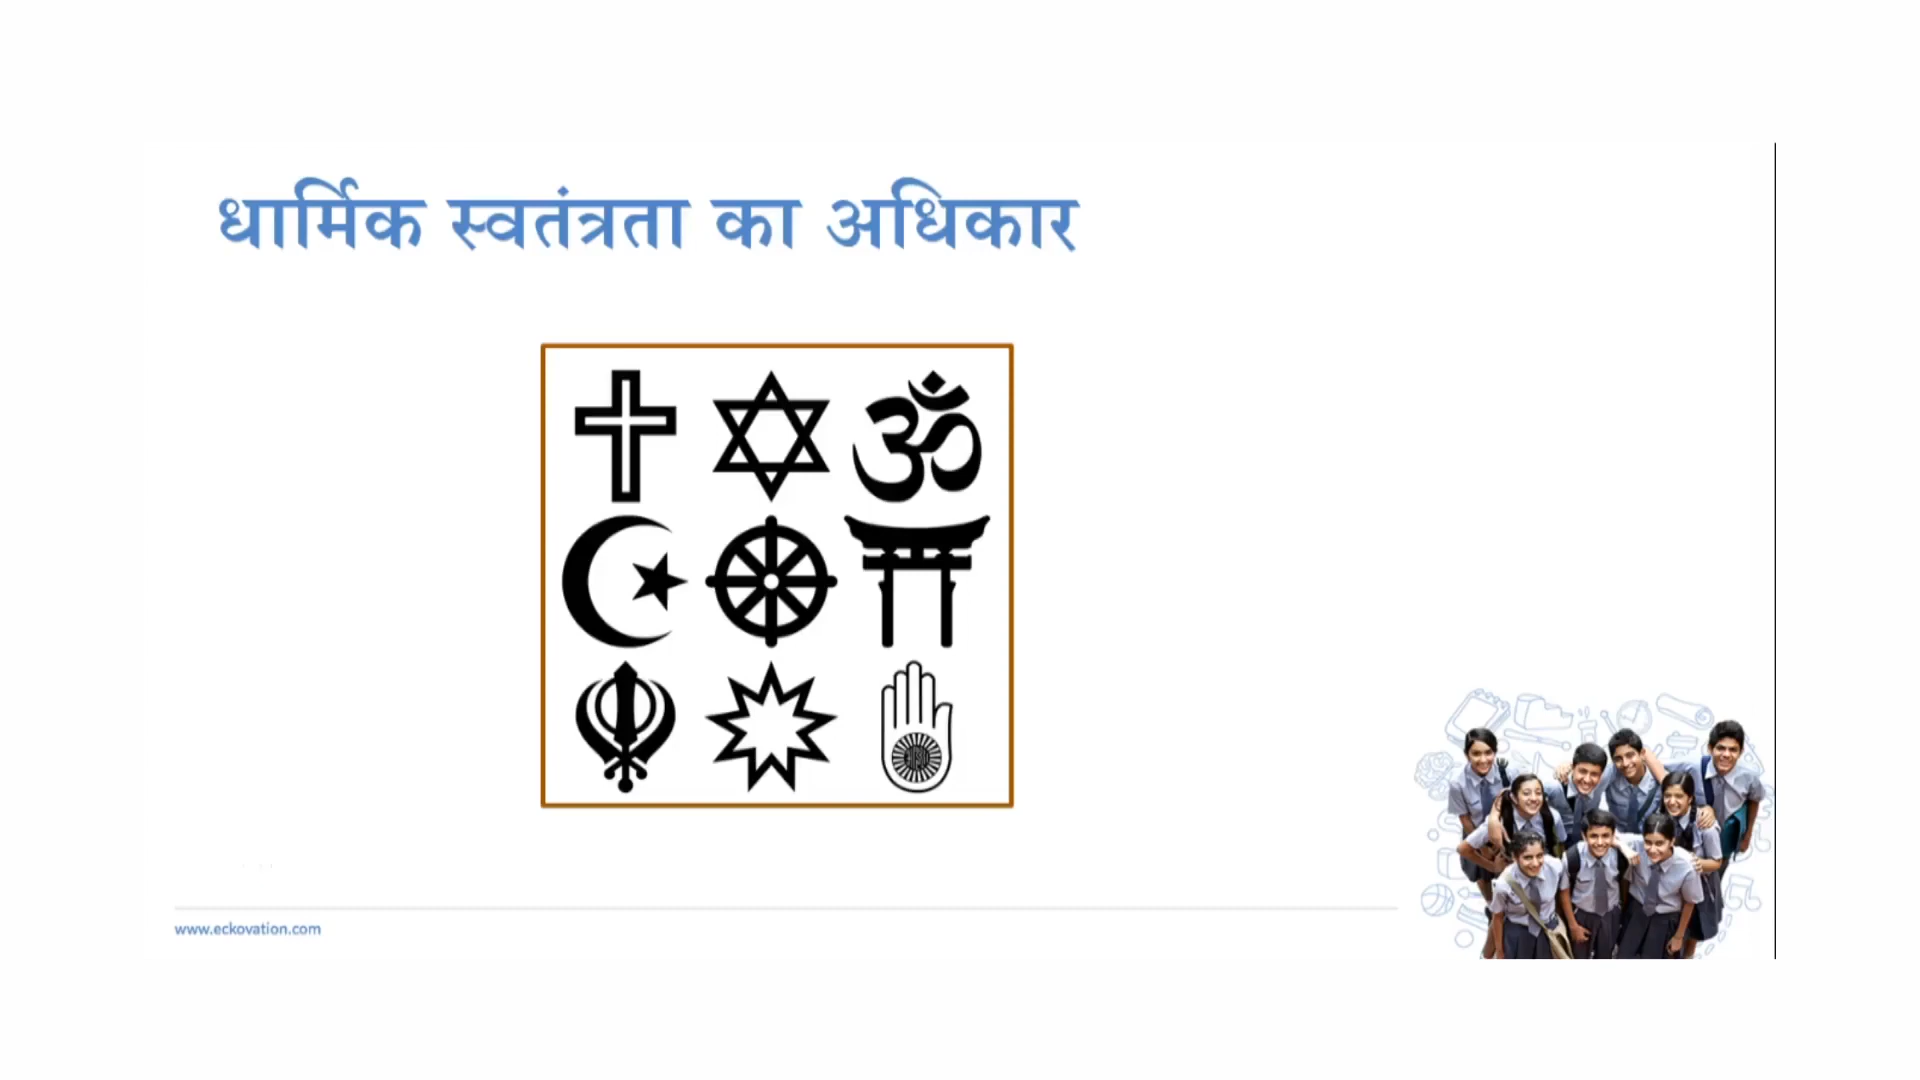 धार्मिक स्वतंत्रता का अधिकार
ॐ
www.eckovation.com